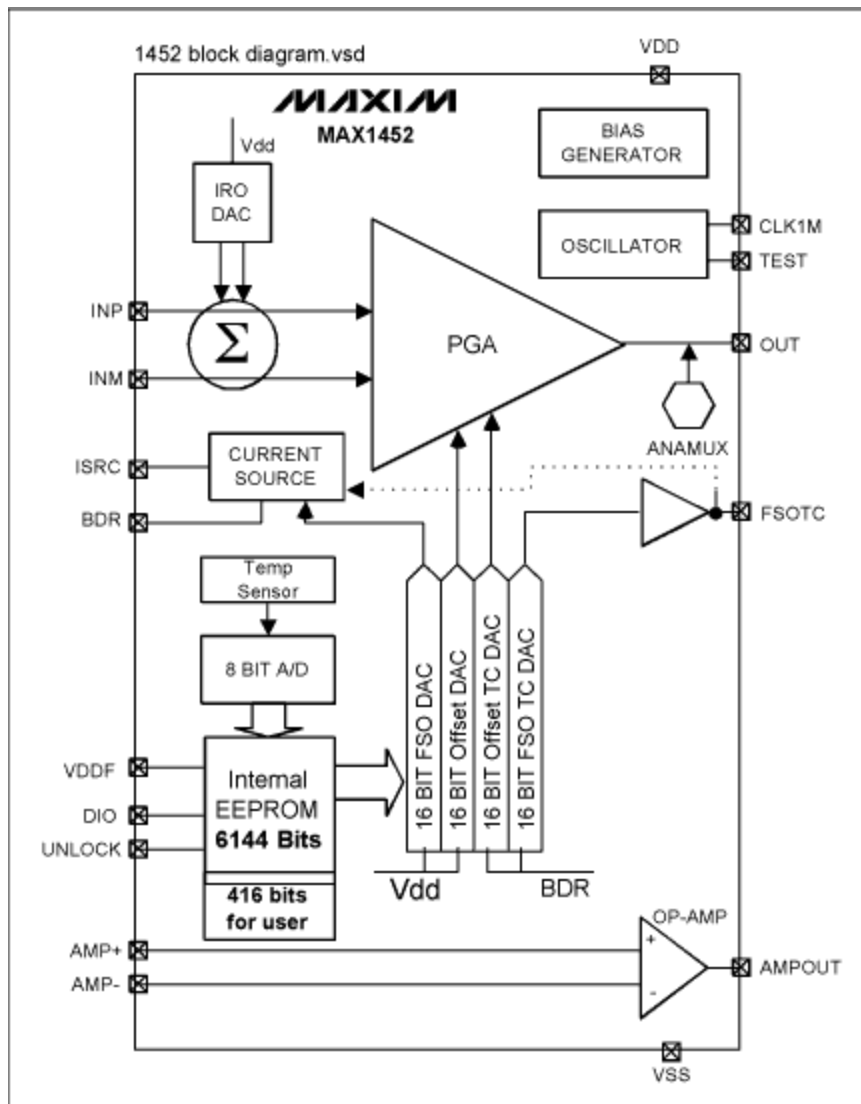 1452 block diagram.vsd
VDD
MAXIM
MAX1452
Vdd
IRO
DAC
BIAS
GENERATOR
OSCILLATOR
CLK1M
TEST
INP
INM
Σ
PGA
OUT
ANAMUX
ISRC
BDR
CURRENT
SOURCE
FSOTC
Temp
Sensor
8 BIT A/D
16 BIT FSO DAC
16 BIT Offset DAC
16 BIT Offset TC DAC
16 BIT FSO TC DAC
VDDF
DIO
UNLOCK
Internal
EEPROM
6144 Bits
416 bits
for user
Vdd
BDR
OP-AMP
AMP+
AMP-
+
-
AMPOUT
VSS